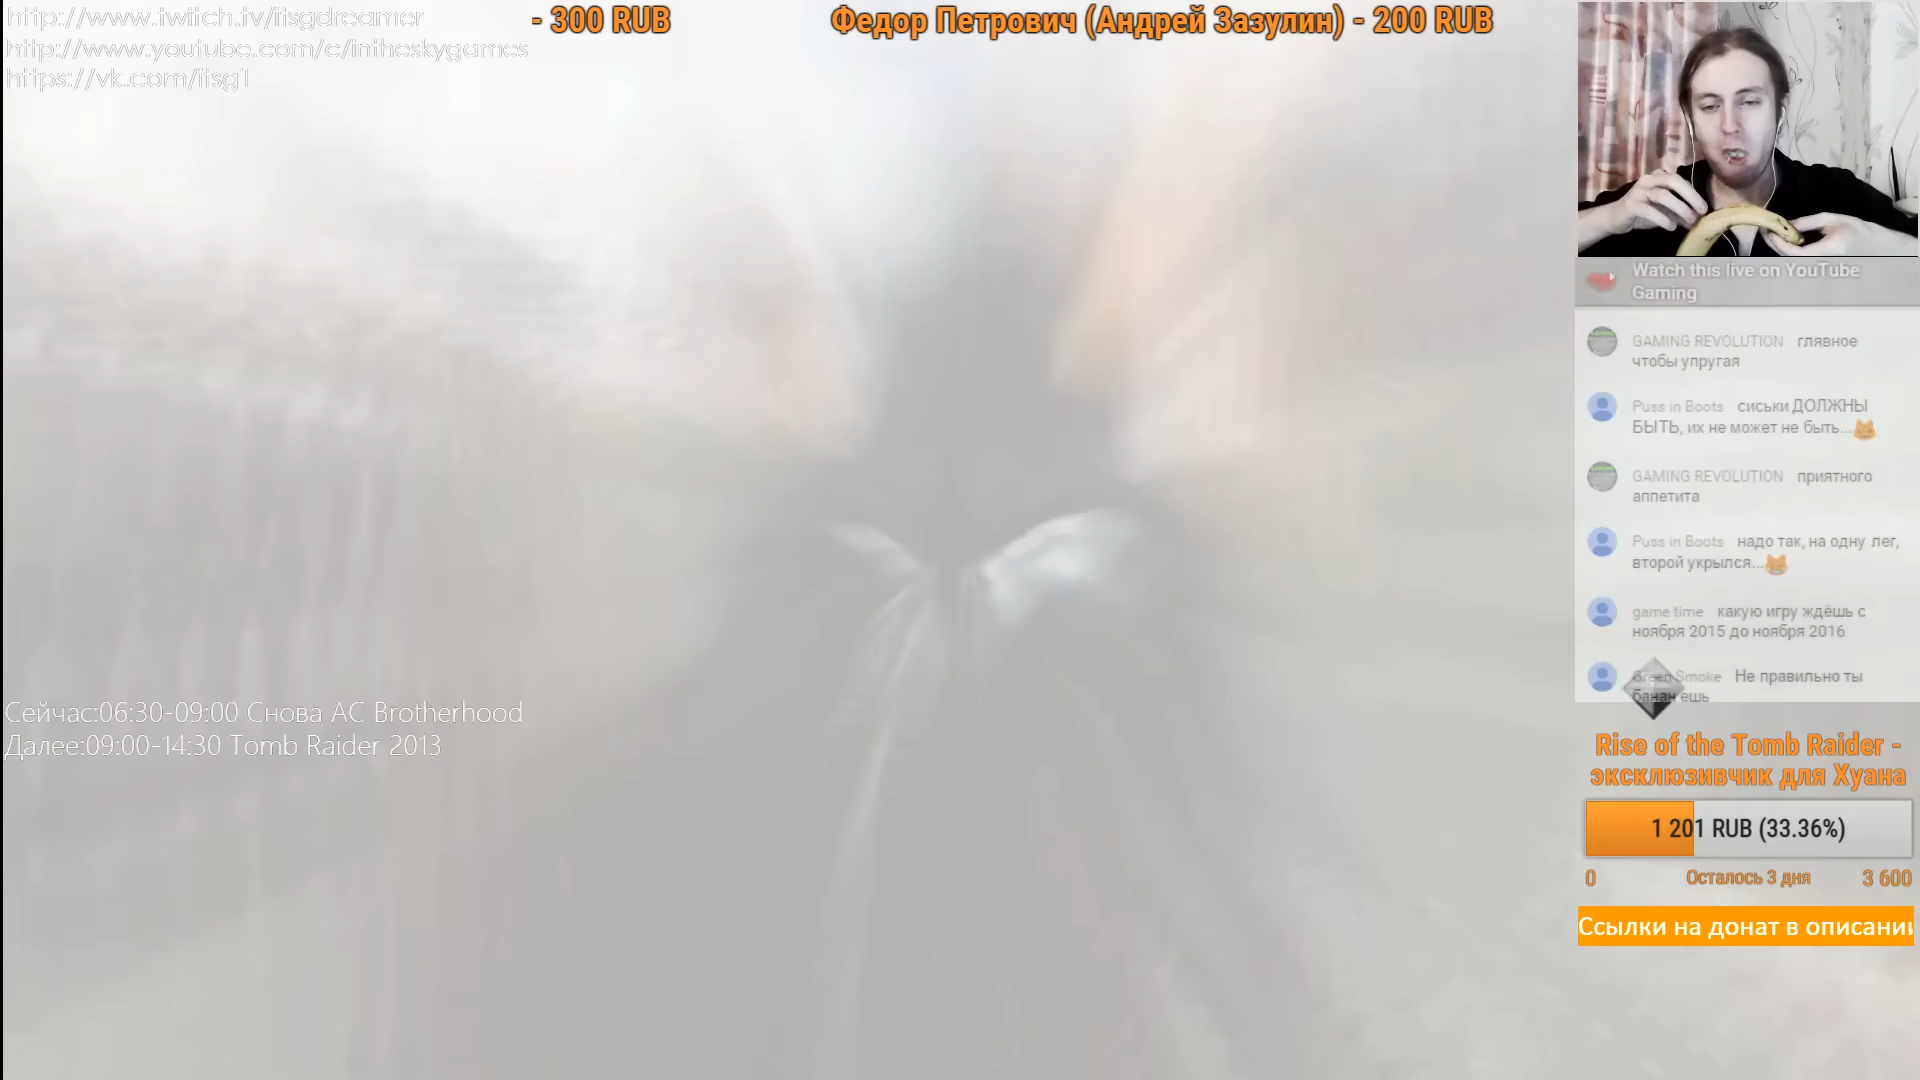 http://www.twitch.tv/itsgdreamer
- 300 RUB
Федор Петрович (Андрей Зазулин) - 200 RUB
http://www.youtube.com/c/intheskygames
https://vk.com/itsg1
Watch this live on YouTube
Gaming
GAMING REVOLUTION глявное
чтобы упругая
Puss in Boots сиськи ДОЛЖНЫ
БЫТЬ, их не может не быть...
GAMING REVOLUTION приятного
аппетита
Puss in Boots надо так, на одну лег,
второй укрылся...
game time какую игру ждёшь с
ноября 2015 до ноября 2016
Green Smoke Не правильно ты
банан ешь
Сейчас:06:30-09:00 Снова AC Brotherhood
Далее:09:00-14:30 Tomb Raider 2013
Rise of the Tomb Raider -
эксклюзивчик для Хуана
1 201 RUB (33.36%)
0 Осталось 3 дня 3 600
Ссылки на донат в описании